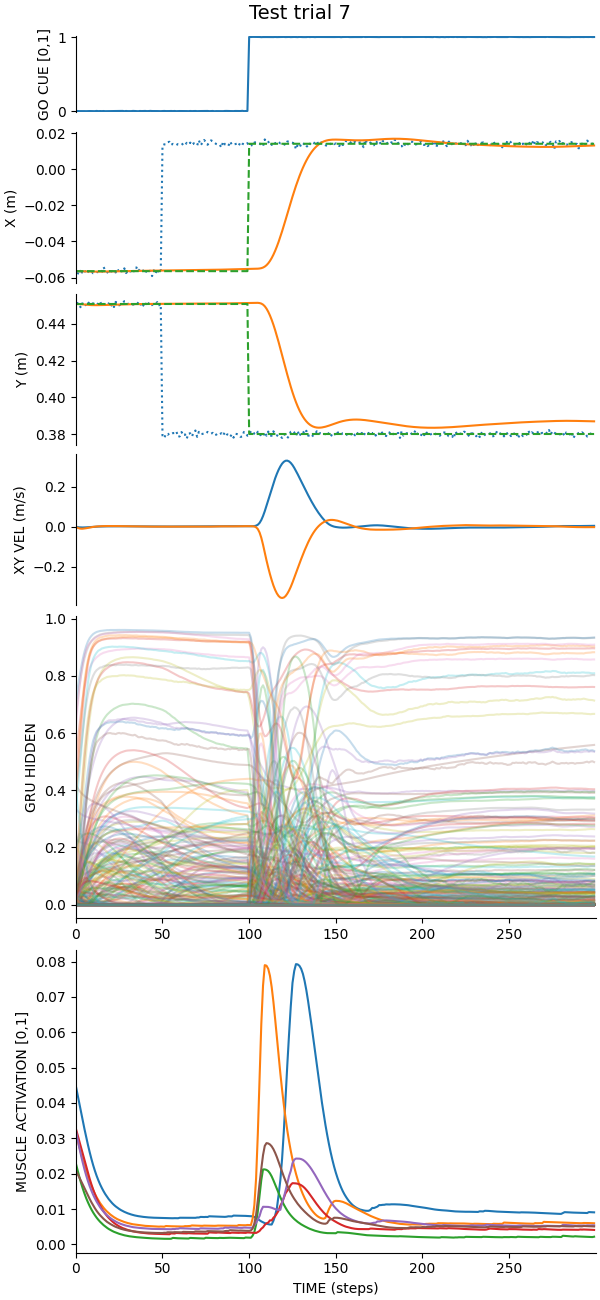 Test trial 7
GO CUE [0,1]
1
0
X (m)
0.02
0.00
−0.02
−0.04
−0.06
Y (m)
0.44
0.42
0.40
0.38
XY VEL (m/s)
0.2
0.0
−0.2
GRU HIDDEN
1.0
0.8
0.6
0.4
0.2
0.0
0 50 100 150 200 250
MUSCLE ACTIVATION [0,1]
0.08
0.07
0.06
0.05
0.04
0.03
0.02
0.01
0.00
0 50 100 150 200 250
TIME (steps)